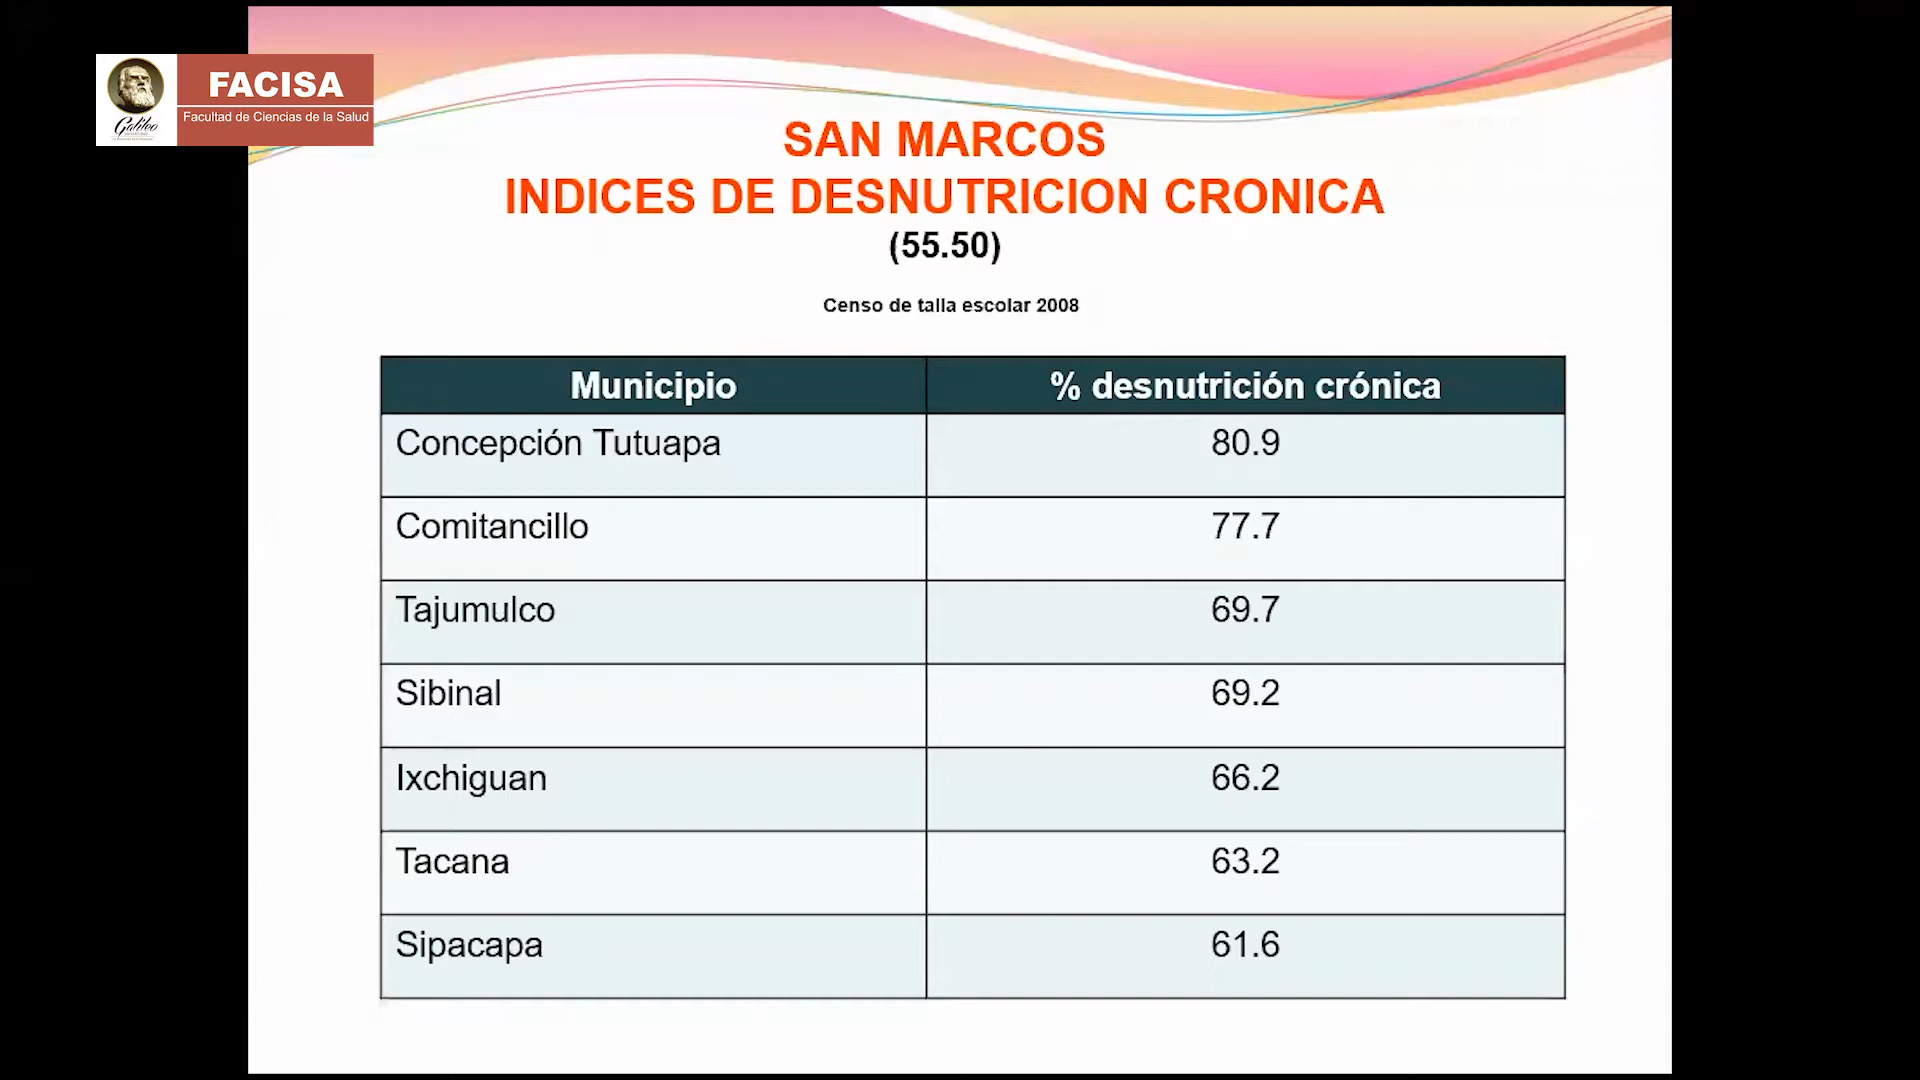 FACISA
Facultad de Ciencias de la Salud
Galileo
SAN MARCOS
INDICES DE DESNUTRICION CRONICA
(55.50)
Censo de talla escolar 2008
Municipio % desnutrición crónica
Concepción Tutuapa 80.9
Comitancillo 77.7
Tajumulco 69.7
Sibinal 69.2
Ixchiguan 66.2
Tacana 63.2
Sipacapa 61.6